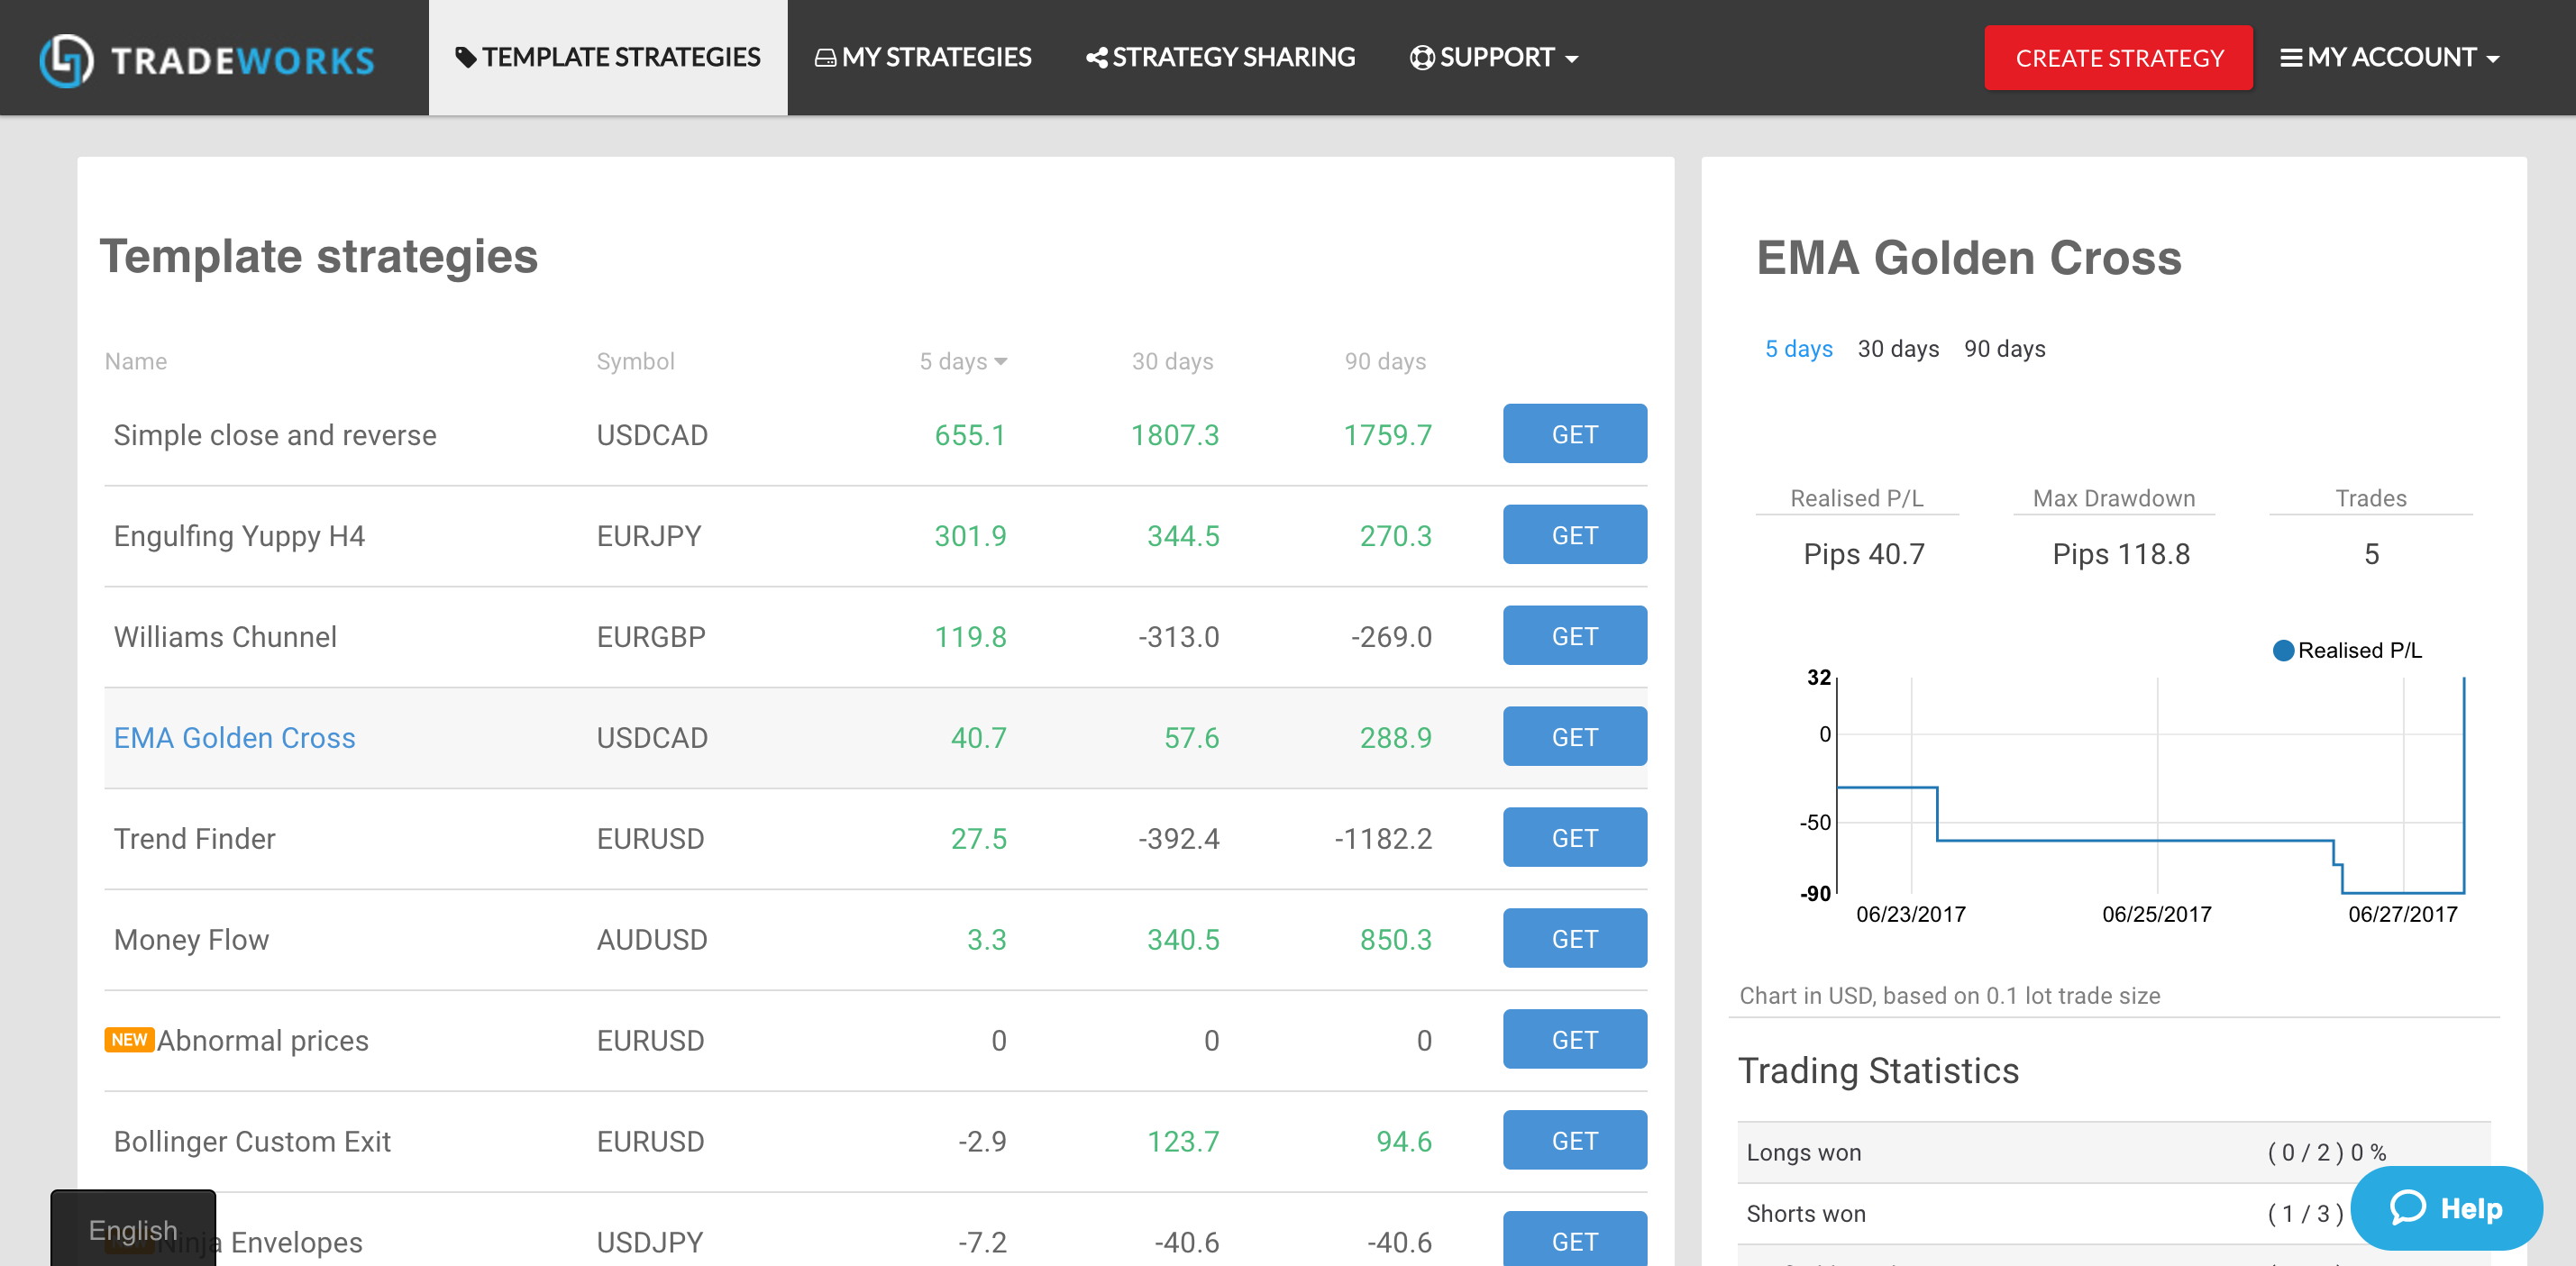 TRADEWORKS
TEMPLATE STRATEGIES
MY STRATEGIES
STRATEGY SHARING
SUPPORT
CREATE STRATEGY
MY ACCOUNT
Template strategies
Name Symbol 5 days 30 days 90 days
Simple close and reverse USDCAD 655.1 1807.3 1759.7 GET
Engulfing Yuppy H4 EURJPY 301.9 344.5 270.3 GET
Williams Chunnel EURGBP 119.8 -313.0 -269.0 GET
EMA Golden Cross USDCAD 40.7 57.6 288.9 GET
Trend Finder EURUSD 27.5 -392.4 -1182.2 GET
Money Flow AUDUSD 3.3 340.5 850.3 GET
NEW Abnormal prices EURUSD 0 0 0 GET
Bollinger Custom Exit EURUSD -2.9 123.7 94.6 GET
Ninja Envelopes USDJPY -7.2 -40.6 -40.6 GET
English
EMA Golden Cross
5 days 30 days 90 days
Realised P/L Max Drawdown Trades
Pips 40.7 Pips 118.8 5
Realised P/L
32
0
-50
-90
06/23/2017 06/25/2017 06/27/2017
Chart in USD, based on 0.1 lot trade size
Trading Statistics
Longs won ( 0 / 2 ) 0 %
Shorts won ( 1 / 3 )
Help